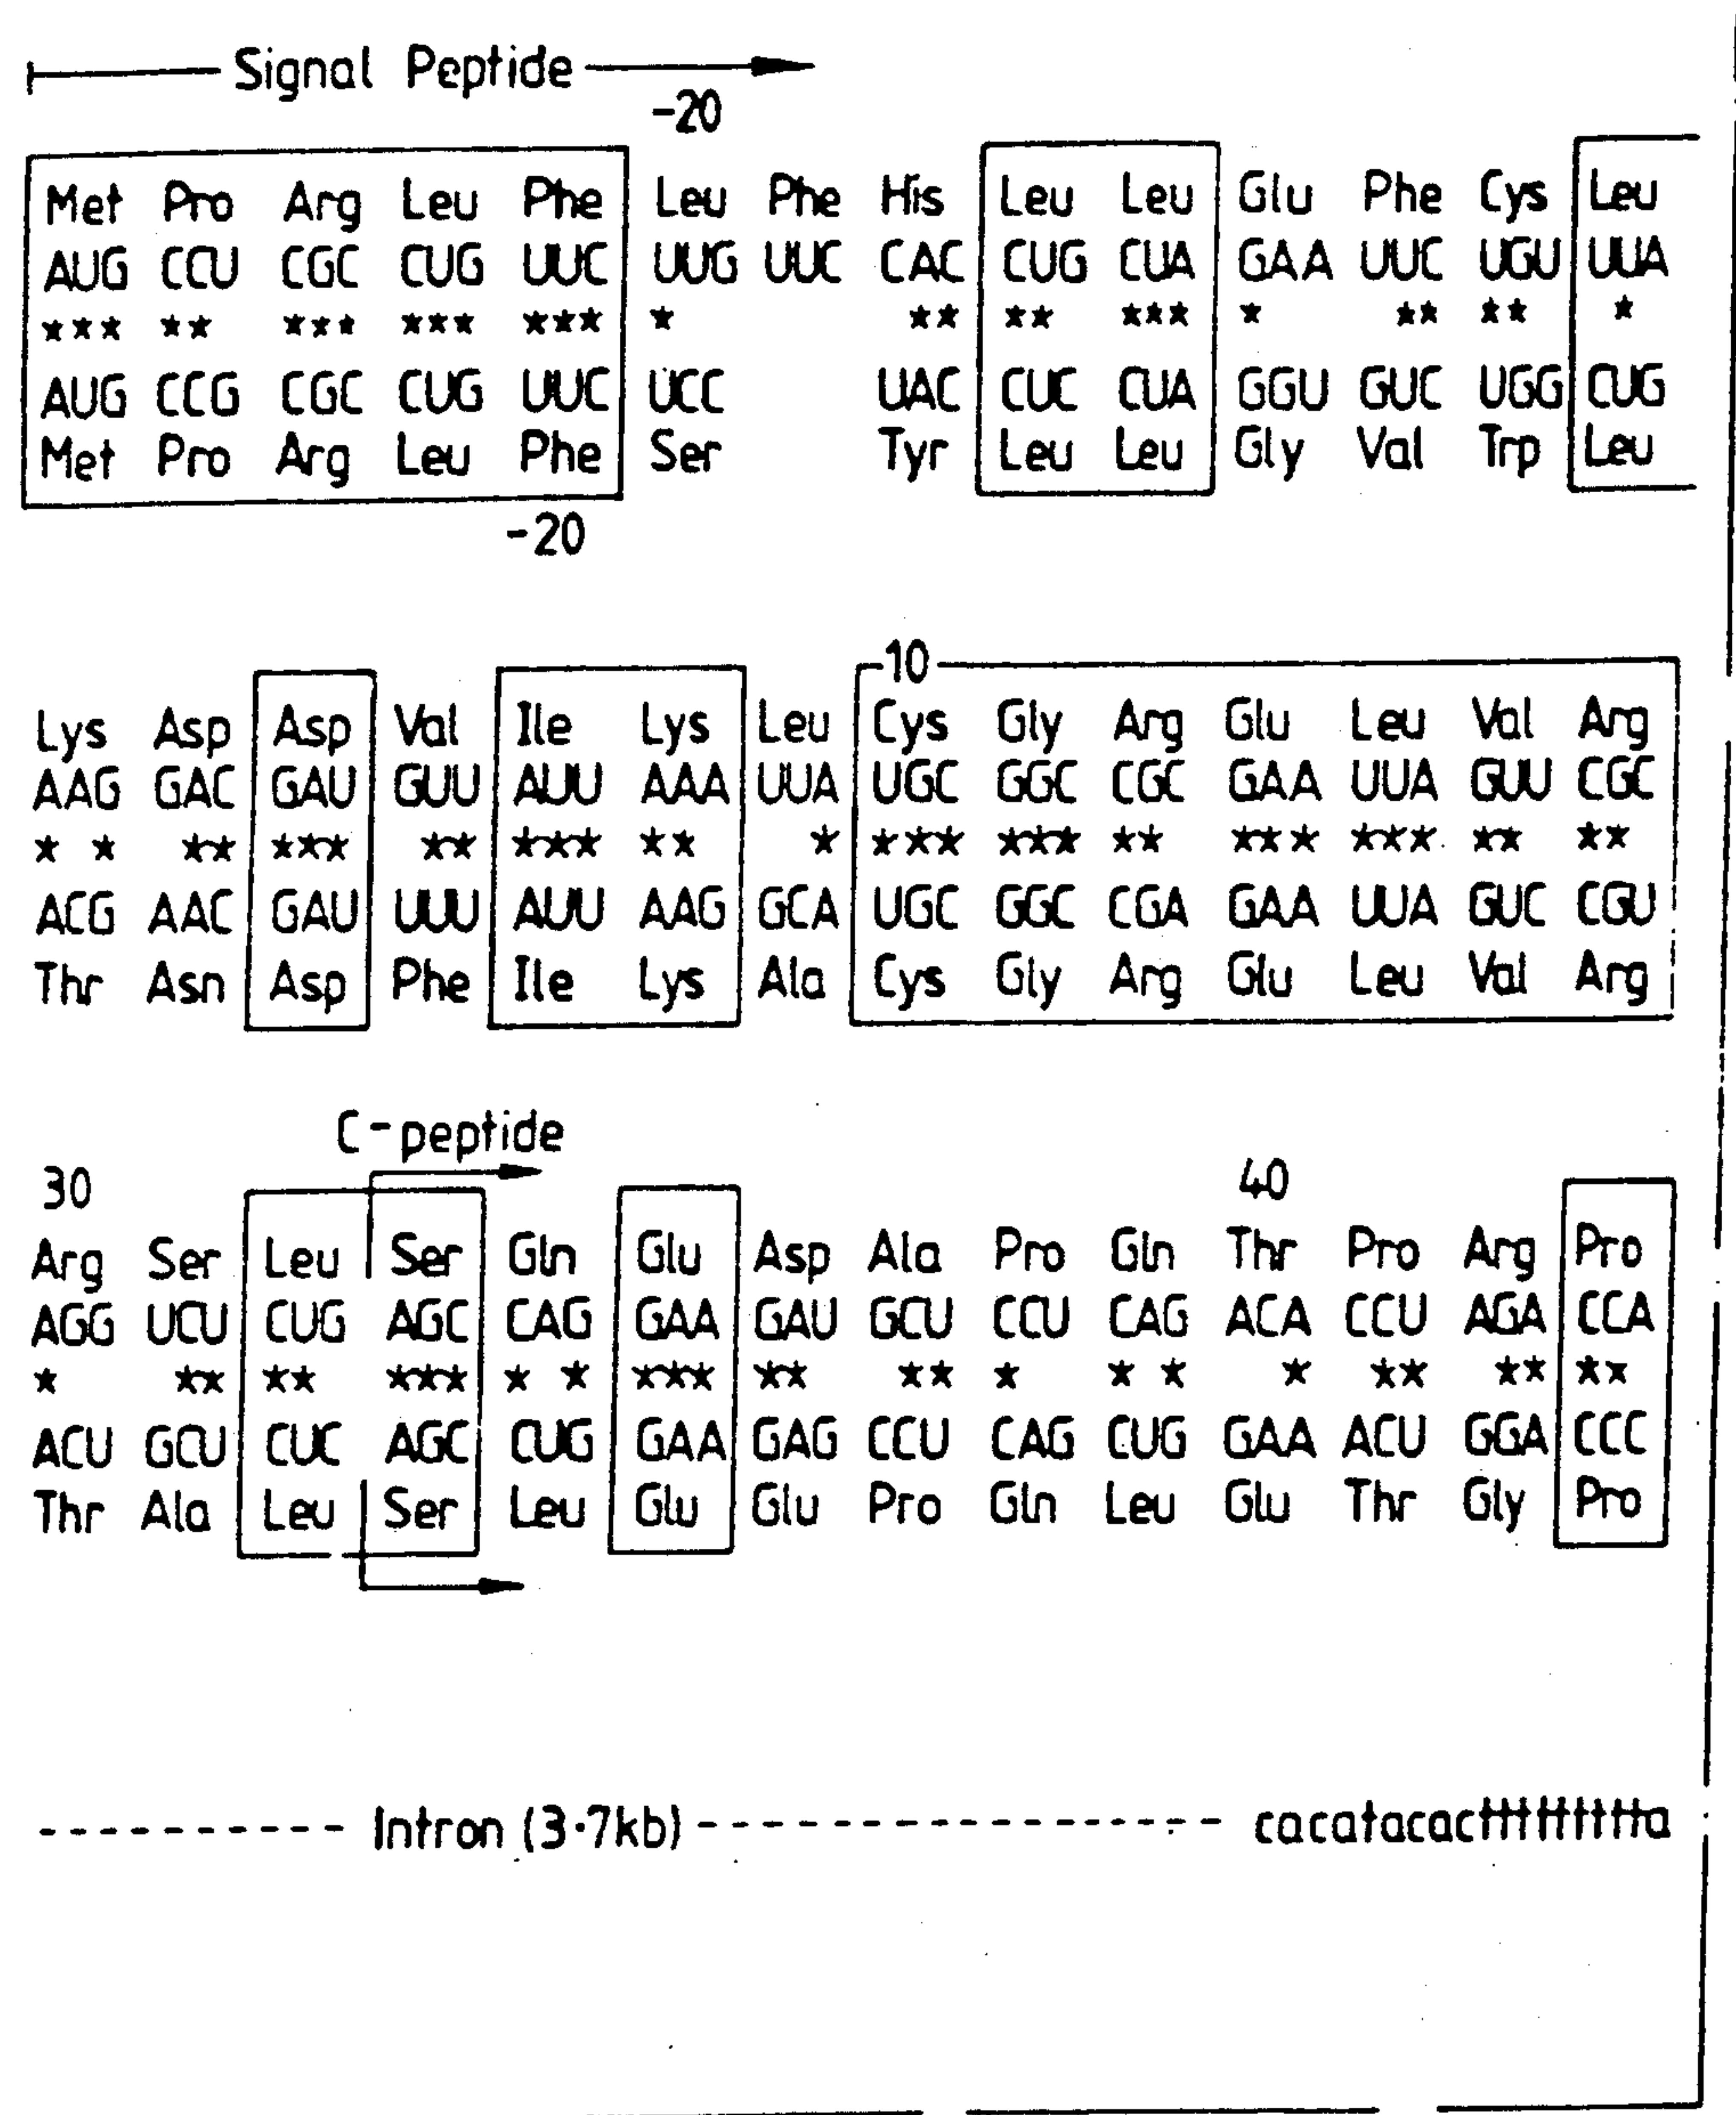 Signal Peptide
-20
Met Pro Arg Leu Phe Leu Phe His Leu Leu Glu Phe Cys Leu
AUG CCU CGC CUG UUC UUG UUC CAC CUG CUA GAA UUC UGU UUA
*** ** *** *** *** * ** ** *** * ** ** *
AUG CCG CGC CUG UUC UCC UAC CUC CUA GGU GUC UGG CUG
Met Pro Arg Leu Phe Ser Tyr Leu Leu Gly Val Trp Leu
-20
-10
Lys Asp Asp Val Ile Lys Leu Cys Gly Arg Glu Leu Val Arg
AAG GAC GAU GUU AUU AAA UUA UGC GGC CGC GAA UUA GUU CGC
* * ** *** ** *** ** * *** *** ** *** *** ** **
ACG AAC GAU UUU AUU AAG GCA UGC GGC CGA GAA UUA GUC CGU
Thr Asn Asp Phe Ile Lys Ala Cys Gly Arg Glu Leu Val Arg
C-peptide
30 40
Arg Ser Leu Ser Gln Glu Asp Ala Pro Gln Thr Pro Arg Pro
AGG UCU CUG AGC CAG GAA GAU GCU CCU CAG ACA CCU AGA CCA
* ** ** *** * * *** ** ** * * * * ** ** **
ACU GCU CUC AGC CUG GAA GAG CCU CAG CUG GAA ACU GGA CCC
Thr Ala Leu Ser Leu Glu Glu Pro Gln Leu Glu Thr Gly Pro
---------- Intron (3·7kb)----------------- cacatacactttttttttta